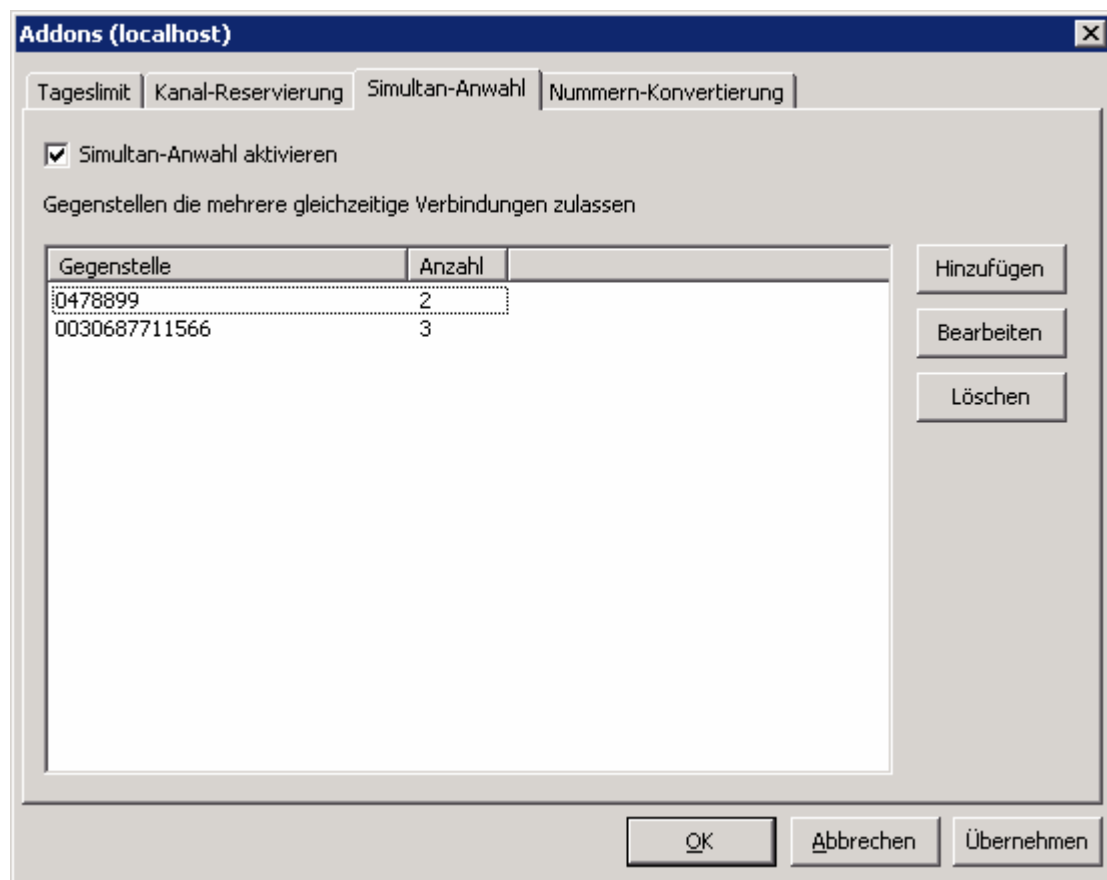 Addons (localhost)
Tageslimit Kanal-Reservierung Simultan-Anwahl Nummern-Konvertierung
Simultan-Anwahl aktivieren
Gegenstellen die mehrere gleichzeitige Verbindungen zulassen
Gegenstelle Anzahl
0478899 2
0030687711566 3
Hinzufügen
Bearbeiten
Löschen
OK Abbrechen Übernehmen